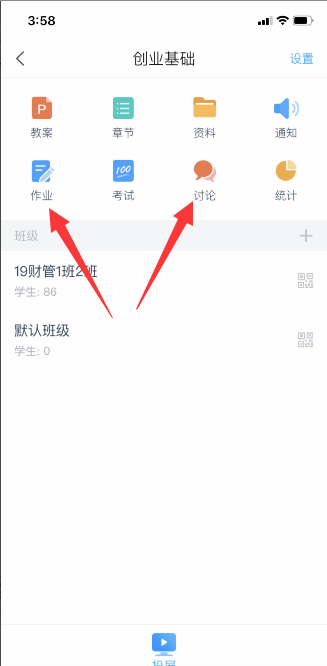 3:58
创业基础
设置
P
教案
章节
资料
通知
100
作业
考试
讨论
统计
班级
19财管1班2班
学生: 86
默认班级
学生: 0
投屏